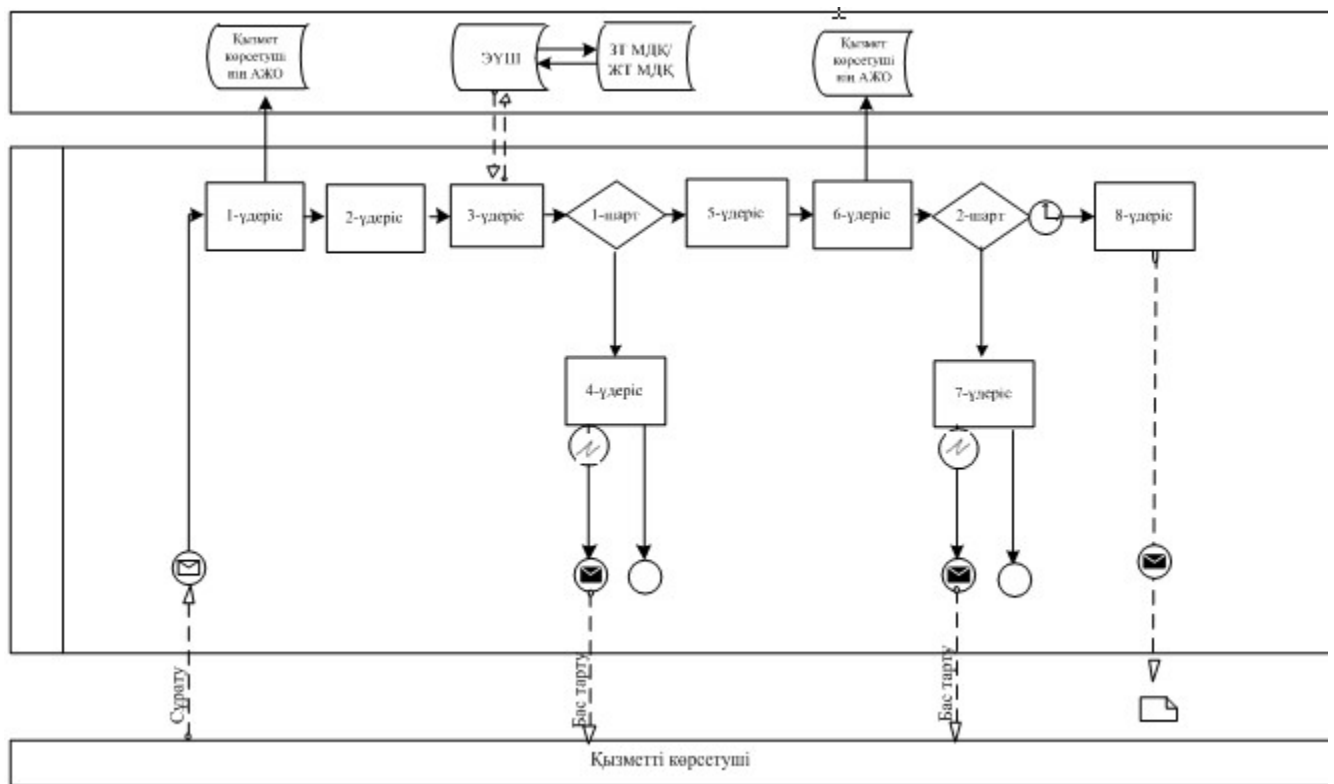 Қызмет
көрсетуші
нің АЖО
ЭҮШ
ЗТ МДҚ/
ЖТ МДҚ
Қызмет
көрсетуші
нің АЖО
1-үдеріс
2-үдеріс
3-үдеріс
1-шарт
5-үдеріс
6-үдеріс
2-шарт
8-үдеріс
4-үдеріс
7-үдеріс
Сұрату
Бас тарту
Бас тарту
Қызметті көрсетуші